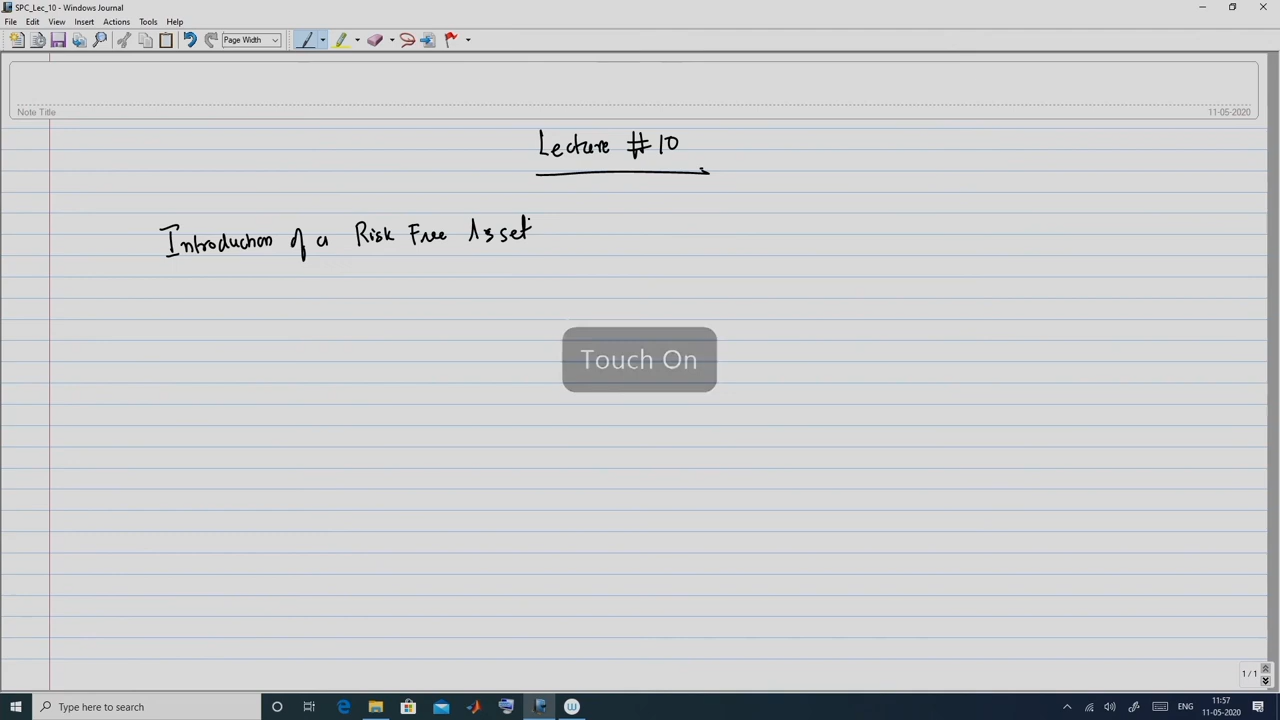 SPC_Lec_10 - Windows Journal
File Edit View Insert Actions Tools Help
Page Width
Note Title
11-05-2020
Lecture #10
Introduction of a Risk Free Asset
Touch On
1/1
Type here to search
ENG
11:57
11-05-2020